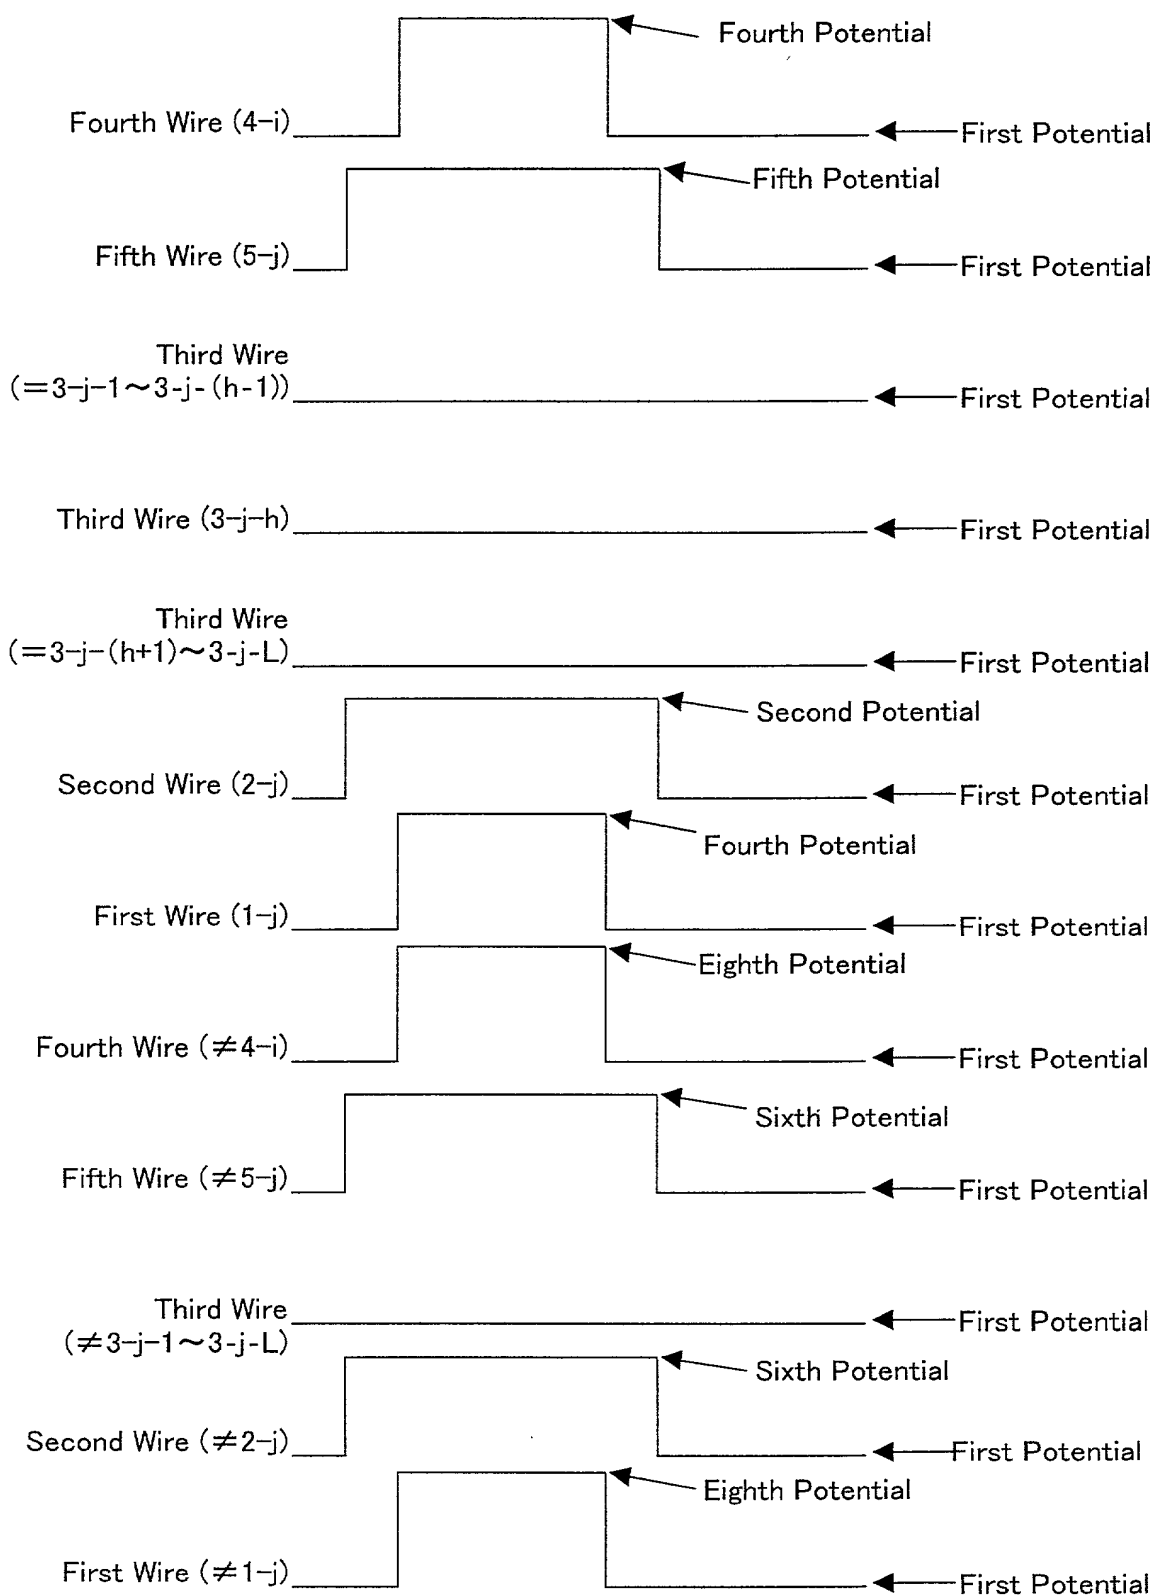 Fourth Potential
Fourth Wire (4-i)
First Potential
Fifth Potential
Fifth Wire (5-j)
First Potential
Third Wire
(=3-j-1~3-j-(h-1))
First Potential
Third Wire (3-j-h)
First Potential
Third Wire
(=3-j-(h+1)~3-j-L)
First Potential
Second Potential
Second Wire (2-j)
First Potential
Fourth Potential
First Wire (1-j)
First Potential
Eighth Potential
Fourth Wire (≠4-i)
First Potential
Sixth Potential
Fifth Wire (≠5-j)
First Potential
Third Wire
(≠3-j-1~3-j-L)
First Potential
Sixth Potential
Second Wire (≠2-j)
First Potential
Eighth Potential
First Wire (≠1-j)
First Potential